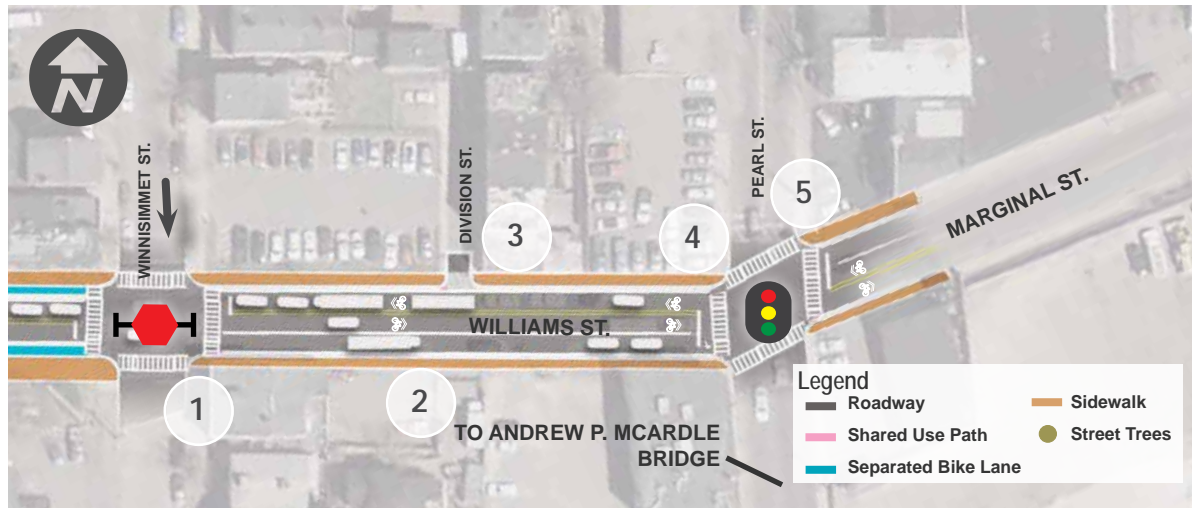 N
WINNISIMMET ST.
DIVISION ST.
PEARL ST.
MARGINAL ST.
3
4
5
WILLIAMS ST.
1
2
TO ANDREW P. MCARDLE
BRIDGE
Legend
Roadway
Shared Use Path
Separated Bike Lane
Sidewalk
Street Trees